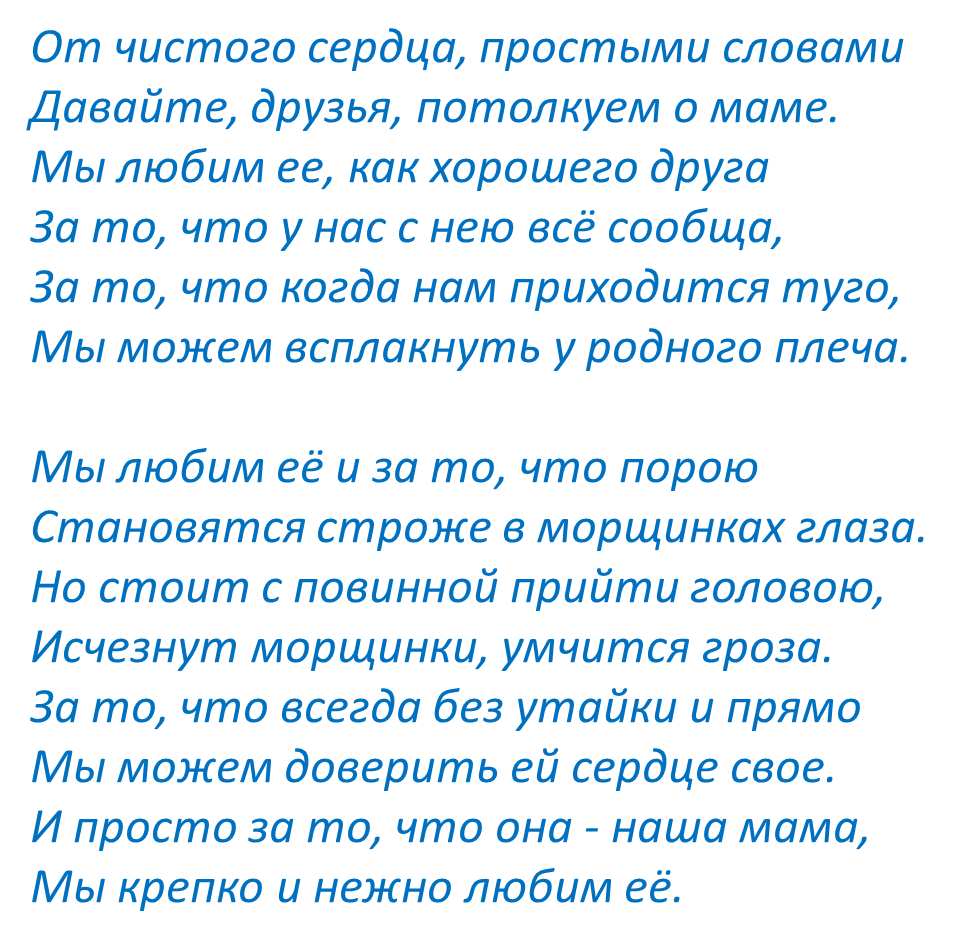 От чистого сердца, простыми словами
Давайте, друзья, потолкуем о маме.
Мы любим ее, как хорошего друга
За то, что у нас с нею всё сообща,
За то, что когда нам приходится туго,
Мы можем всплакнуть у родного плеча.
Мы любим её и за то, что порою
Становятся строже в морщинках глаза.
Но стоит с повинной прийти головою,
Исчезнут морщинки, умчится гроза.
За то, что всегда без утайки и прямо
Мы можем доверить ей сердце свое.
И просто за то, что она - наша мама,
Мы крепко и нежно любим её.